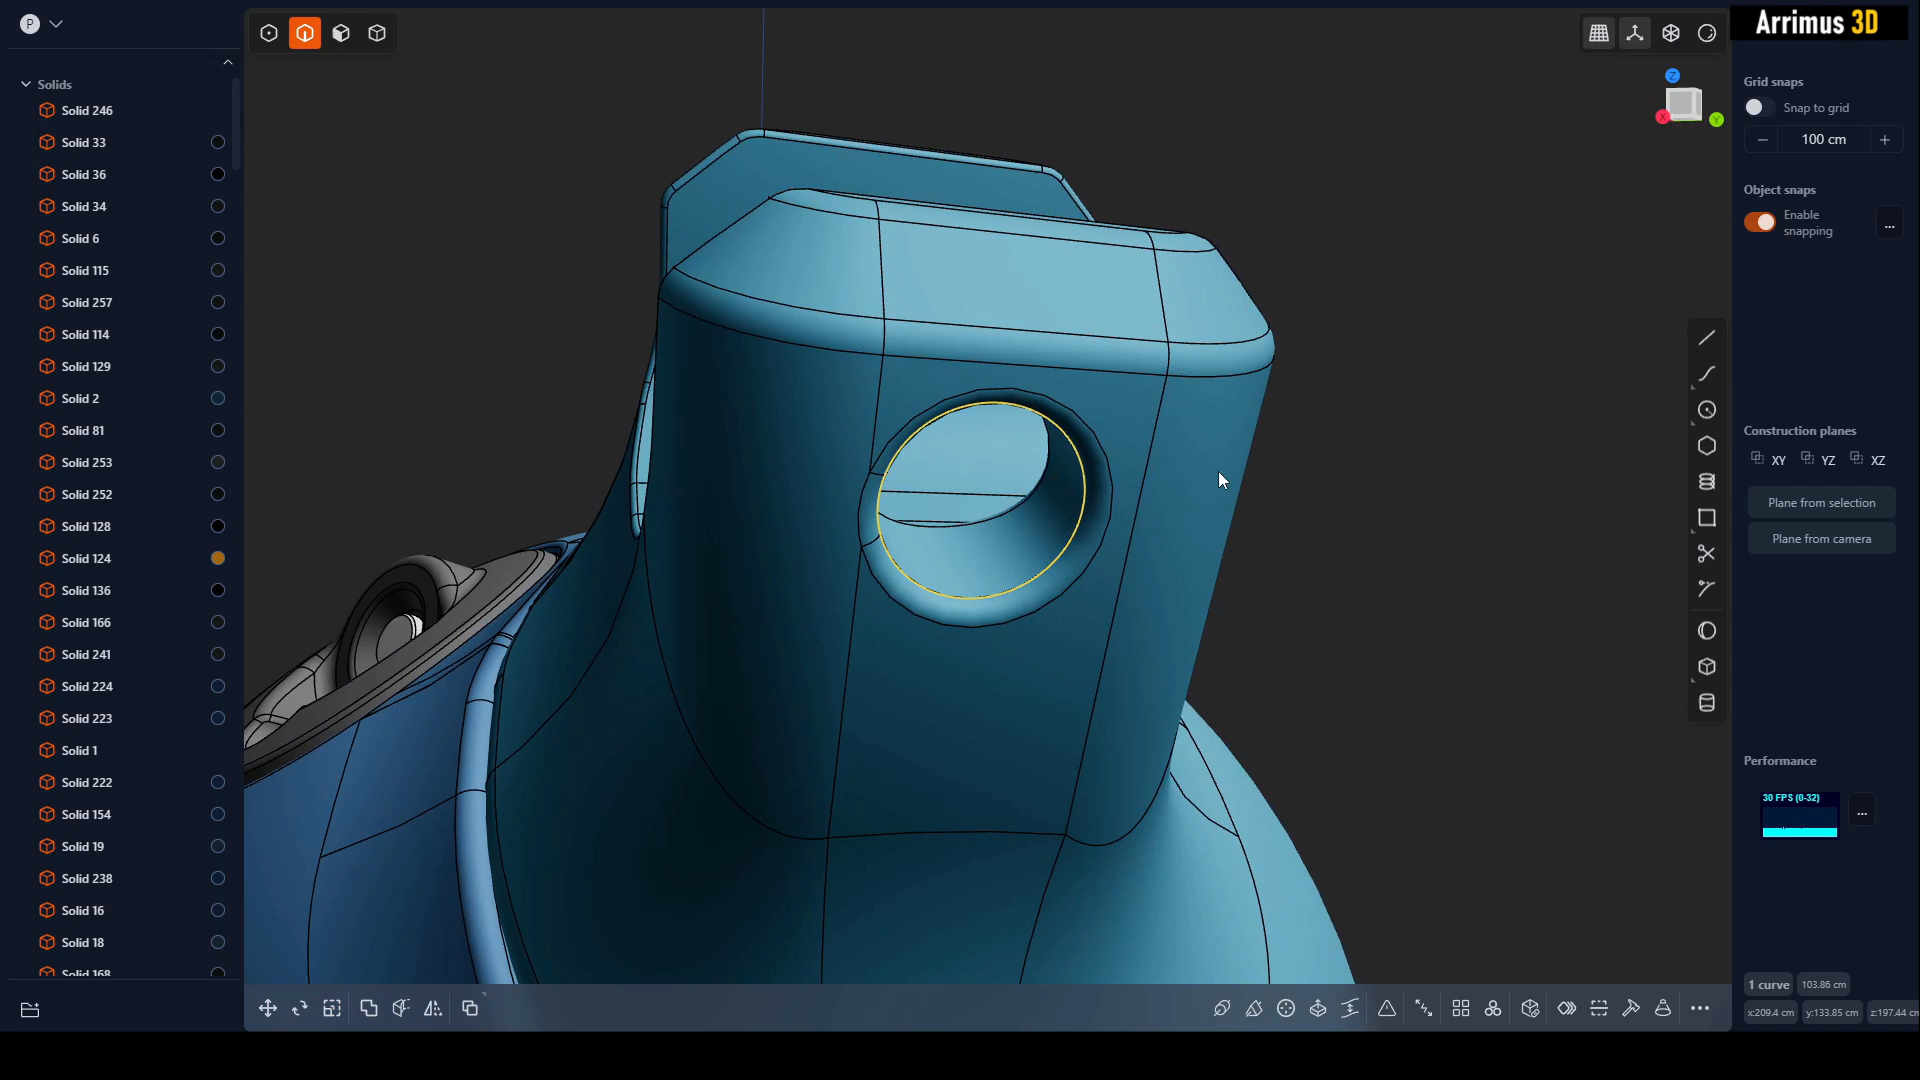 P
Solids
Solid 246
Solid 33
Solid 36
Solid 34
Solid 6
Solid 115
Solid 257
Solid 114
Solid 129
Solid 2
Solid 81
Solid 253
Solid 252
Solid 128
Solid 124
Solid 136
Solid 166
Solid 241
Solid 224
Solid 223
Solid 1
Solid 222
Solid 154
Solid 19
Solid 238
Solid 16
Solid 18
Solid 168
Z
X
Y
Arrimus 3D
Grid snaps
Snap to grid
100 cm
Object snaps
Enable
snapping
...
Construction planes
XY YZ XZ
Plane from selection
Plane from camera
Performance
30 FPS (0-32)
...
1 curve 103.86 cm
x:209.4 cm y:133.85 cm z:197.44 cm